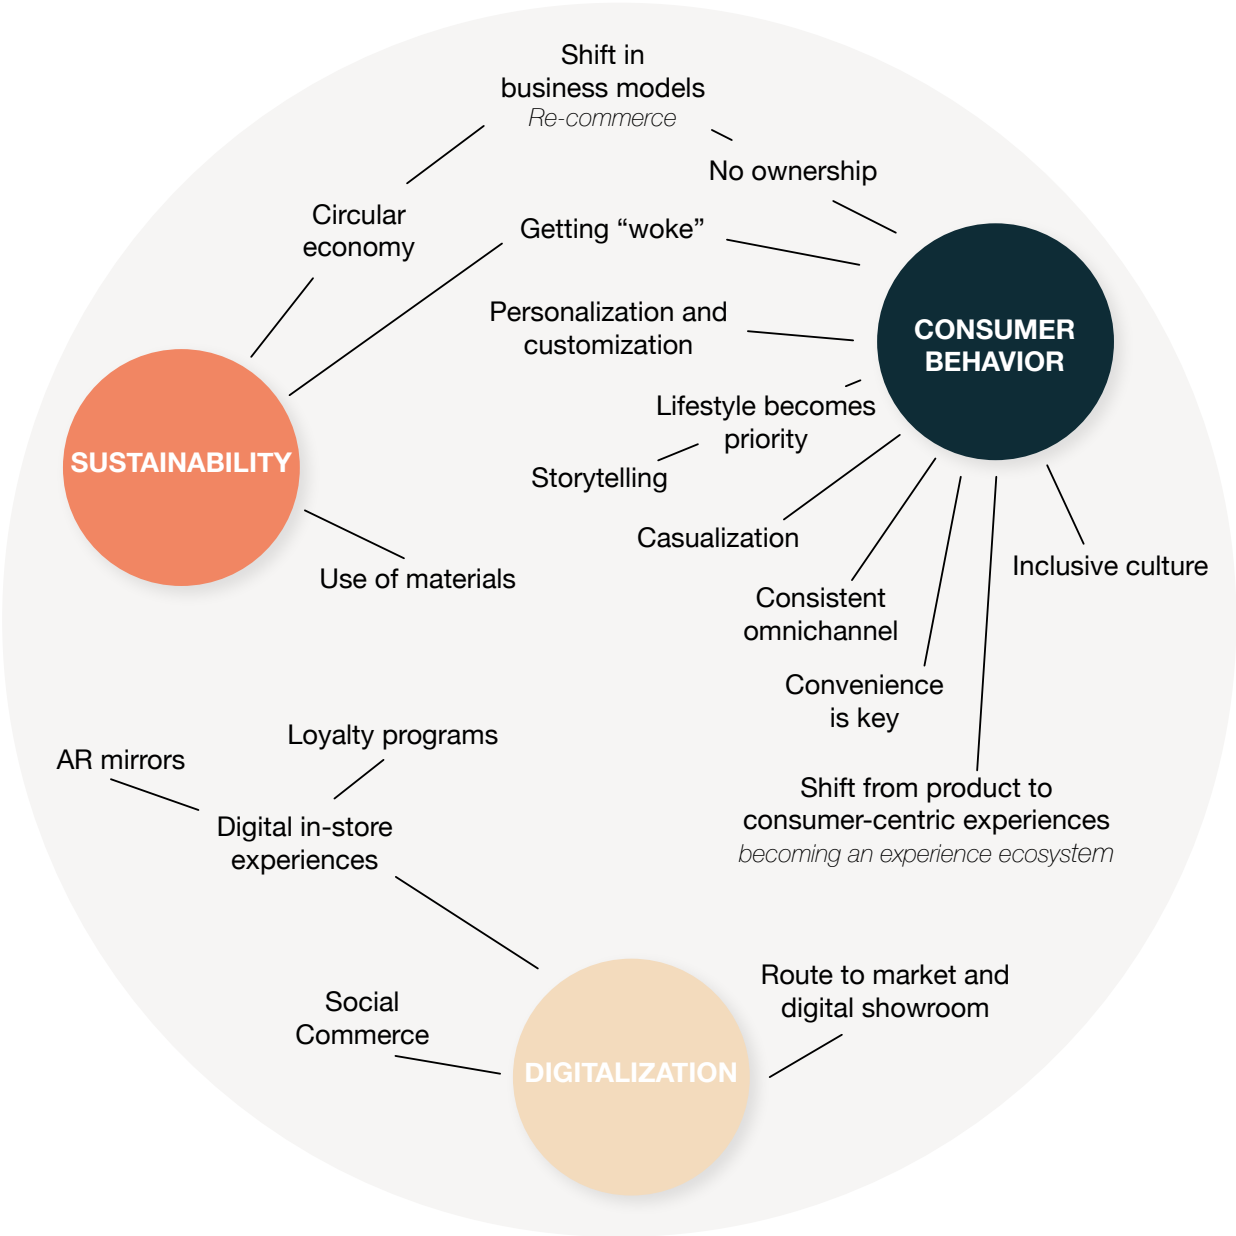 Shift in
business models
Re-commerce
No ownership
Circular
economy
Getting “woke”
Personalization and
customization
CONSUMER
BEHAVIOR
Lifestyle becomes
priority
Storytelling
SUSTAINABILITY
Casualization
Use of materials
Inclusive culture
Consistent
omnichannel
Convenience
is key
Loyalty programs
AR mirrors
Digital in-store
experiences
Shift from product to
consumer-centric experiences
becoming an experience ecosystem
Social
Commerce
Route to market and
digital showroom
DIGITALIZATION